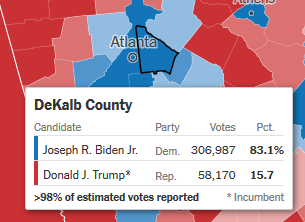 Athens
Atlanta
DeKalb County
Candidate Party Votes Pct.
Joseph R. Biden Jr. Dem. 306,987 83.1%
Donald J. Trump* Rep. 58,170 15.7
>98% of estimated votes reported * Incumbent